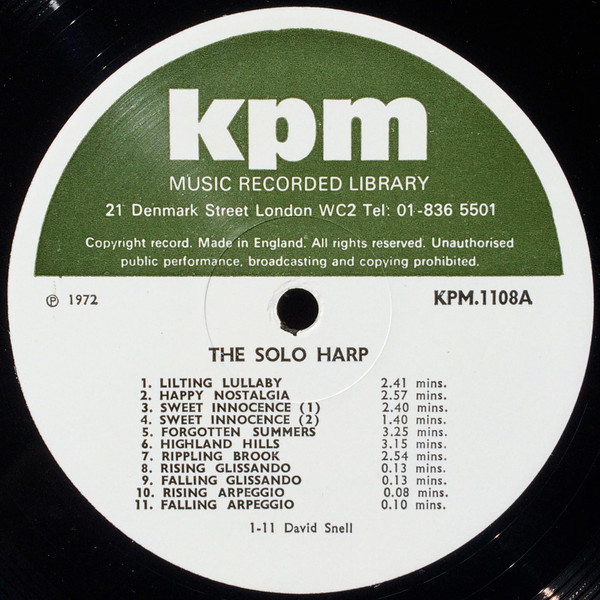 kpm
MUSIC RECORDED LIBRARY
21 Denmark Street London WC2 Tel: 01-836 5501
Copyright record. Made in England. All rights reserved. Unauthorised
public performance, broadcasting and copying prohibited.
℗ 1972 KPM.1108A
THE SOLO HARP
1. LILTING LULLABY 2.41 mins.
2. HAPPY NOSTALGIA 2.57 mins.
3. SWEET INNOCENCE (1) 2.40 mins.
4. SWEET INNOCENCE (2) 1.40 mins.
5. FORGOTTEN SUMMERS 3.25 mins.
6. HIGHLAND HILLS 3.15 mins.
7. RIPPLING BROOK 2.54 mins.
8. RISING GLISSANDO 0.13 mins.
9. FALLING GLISSANDO 0.13 mins.
10. RISING ARPEGGIO 0.08 mins.
11. FALLING ARPEGGIO 0.10 mins.
1-11 David Snell